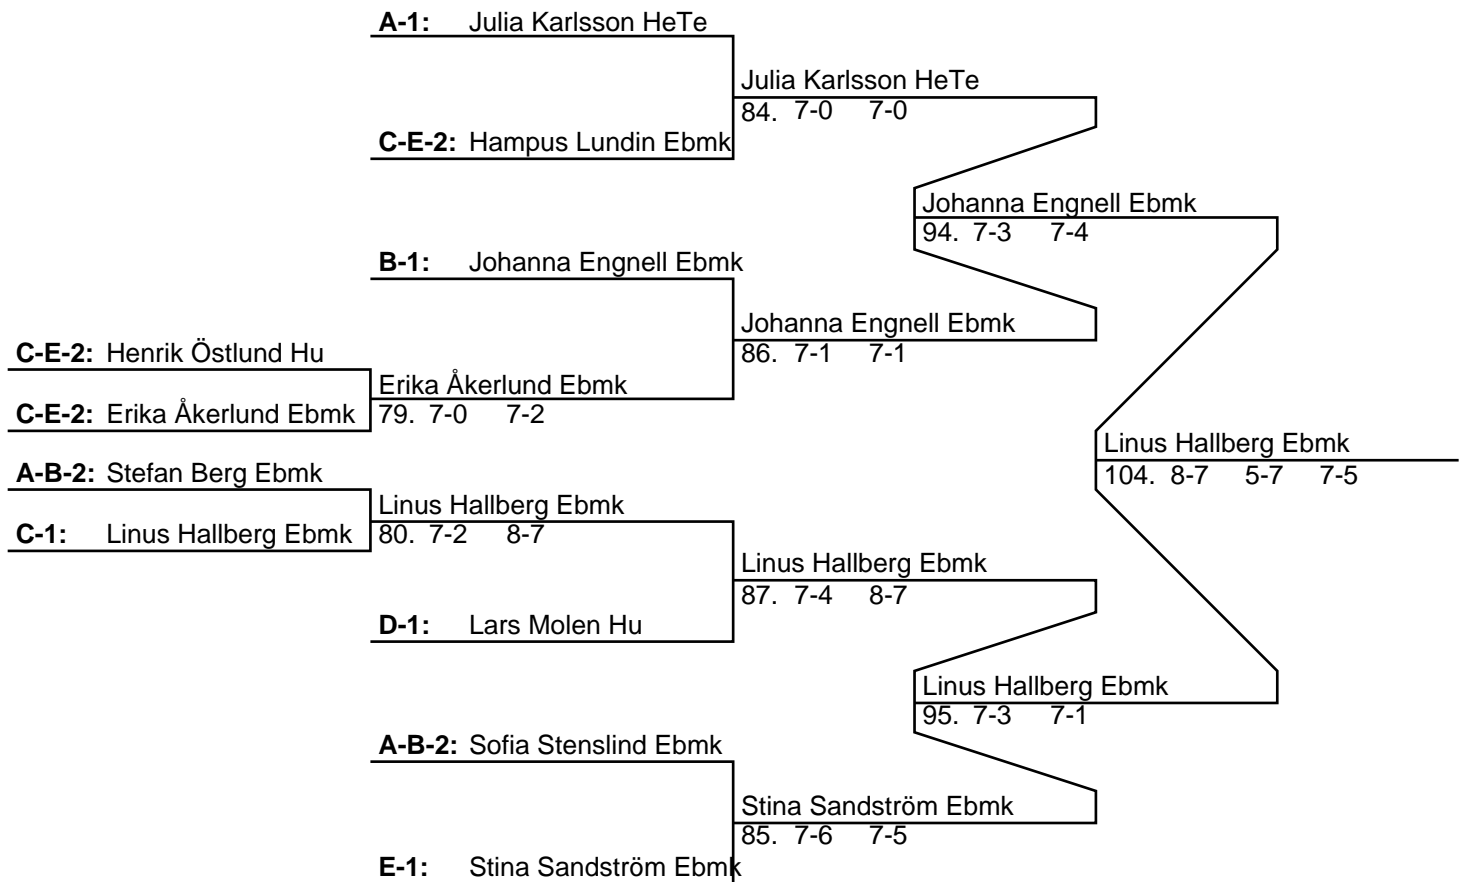 A-1: Julia Karlsson HeTe
Julia Karlsson HeTe
84. 7-0 7-0
C-E-2: Hampus Lundin Ebmk
Johanna Engnell Ebmk
94. 7-3 7-4
B-1: Johanna Engnell Ebmk
Johanna Engnell Ebmk
86. 7-1 7-1
C-E-2: Henrik Östlund Hu
Erika Åkerlund Ebmk
79. 7-0 7-2
C-E-2: Erika Åkerlund Ebmk
Linus Hallberg Ebmk
104. 8-7 5-7 7-5
A-B-2: Stefan Berg Ebmk
Linus Hallberg Ebmk
80. 7-2 8-7
C-1: Linus Hallberg Ebmk
Linus Hallberg Ebmk
87. 7-4 8-7
D-1: Lars Molen Hu
Linus Hallberg Ebmk
95. 7-3 7-1
A-B-2: Sofia Stenslind Ebmk
Stina Sandström Ebmk
85. 7-6 7-5
E-1: Stina Sandström Ebmk